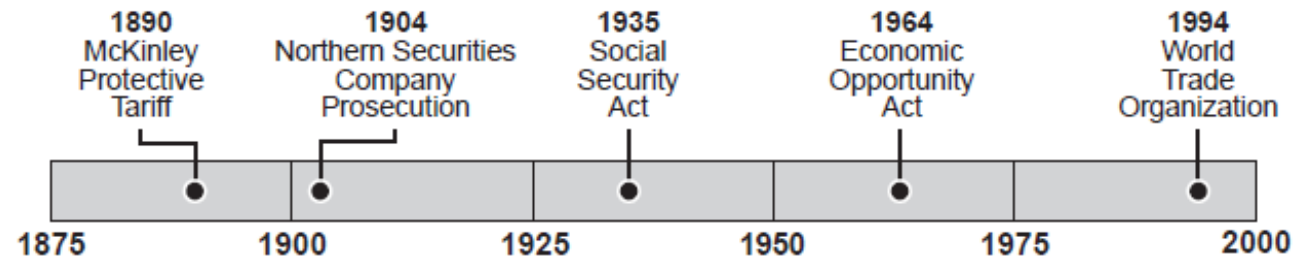 1890
McKinley
Protective
Tariff
1904
Northern Securities
Company
Prosecution
1935
Social
Security
Act
1964
Economic
Opportunity
Act
1994
World
Trade
Organization
1875
1900
1925
1950
1975
2000